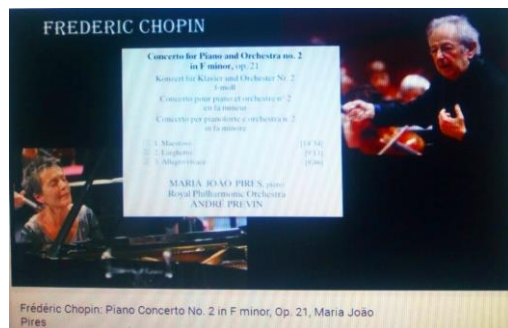 FREDERIC CHOPIN
Concerto for Piano and Orchestra no. 2
in F minor, op. 21
Konzert für Klavier und Orchester Nr. 2
f-moll
Concerto pour piano et orchestre n° 2
en fa mineur
Concerto per pianoforte e orchestra n. 2
in fa minore
1. Maestoso
2. Larghetto
3. Allegro vivace
MARIA JOÃO PIRES, piano
Royal Philharmonic Orchestra
ANDRÉ PREVIN
Frédéric Chopin: Piano Concerto No. 2 in F minor, Op. 21, Maria João
Pires